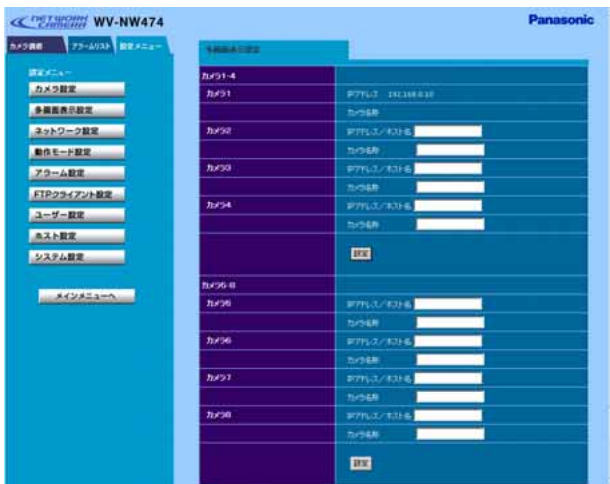 NETWORK CAMERA WV-NW474
Panasonic
カメラ画面 アラームリスト 設定メニュー
多画面表示設定
設定メニュー
カメラ設定
多画面表示設定
ネットワーク設定
動作モード設定
アラーム設定
FTPクライアント設定
ユーザー設定
ホスト設定
システム設定
メインメニューへ
カメラ1-4
カメラ1 IPアドレス 192.168.0.10
カメラ名称
カメラ2 IPアドレス/ホスト名
カメラ名称
カメラ3 IPアドレス/ホスト名
カメラ名称
カメラ4 IPアドレス/ホスト名
カメラ名称
設定
カメラ5-8
カメラ5 IPアドレス/ホスト名
カメラ名称
カメラ6 IPアドレス/ホスト名
カメラ名称
カメラ7 IPアドレス/ホスト名
カメラ名称
カメラ8 IPアドレス/ホスト名
カメラ名称
設定